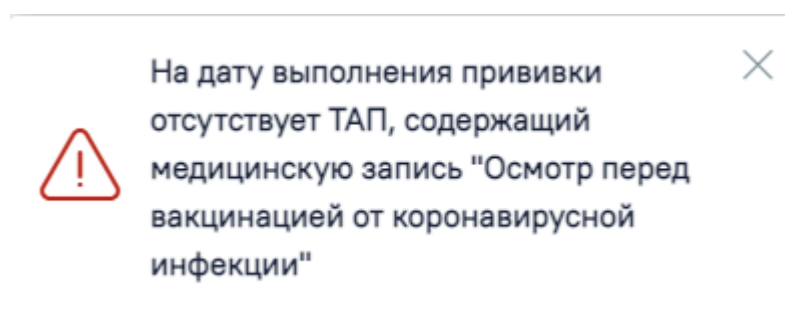 На дату выполнения прививки
отсутствует ТАП, содержащий
медицинскую запись "Осмотр перед
вакцинацией от коронавирусной
инфекции"